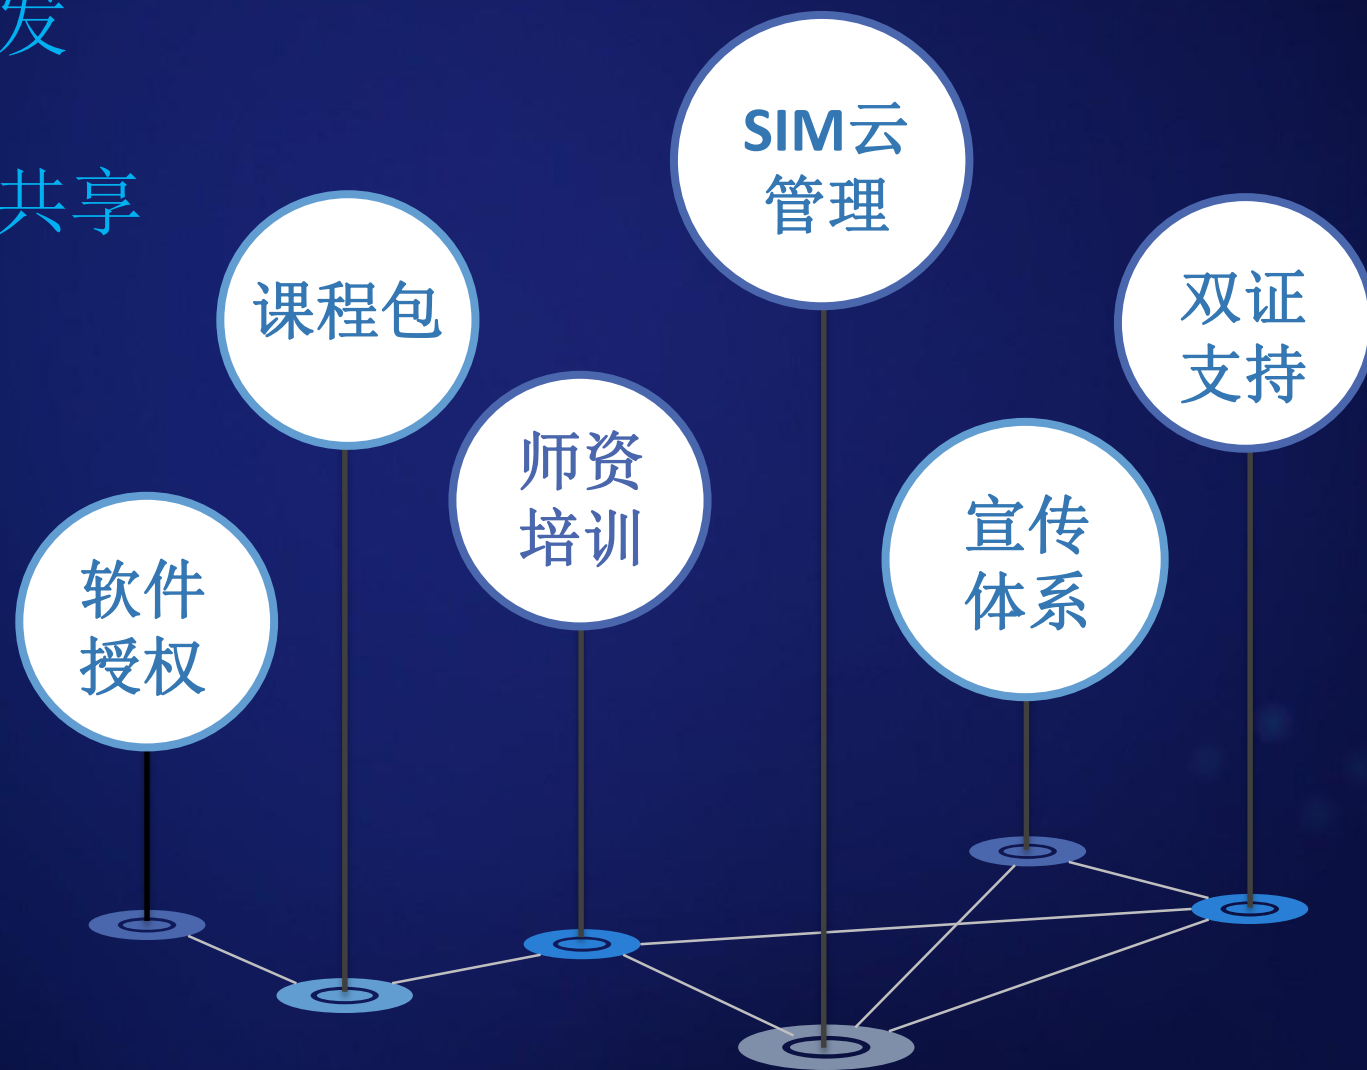 发
共享
SIM云
管理
课程包
双证
支持
师资
培训
宣传
体系
软件
授权